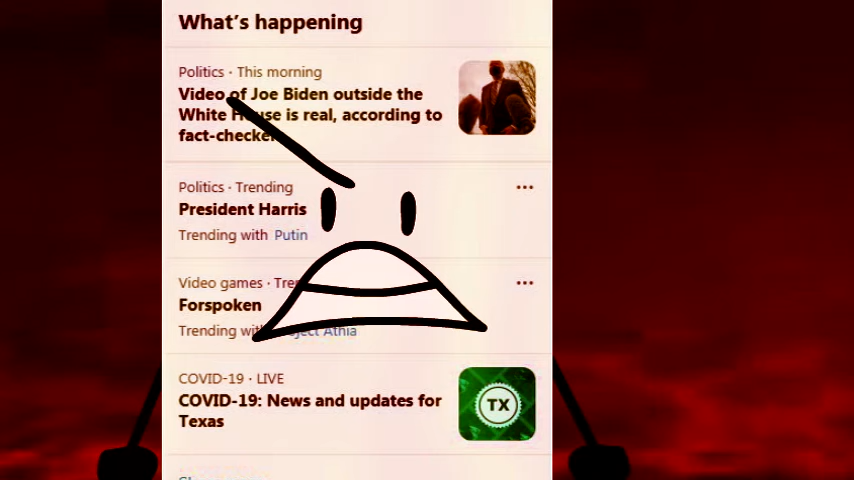 What's happening
Politics · This morning
Video of Joe Biden outside the
White House is real, according to
fact-checkers
Politics · Trending
President Harris
Trending with Putin
Video games · Trending
Forspoken
Trending with Project Athia
COVID-19 · LIVE
COVID-19: News and updates for
Texas
TX